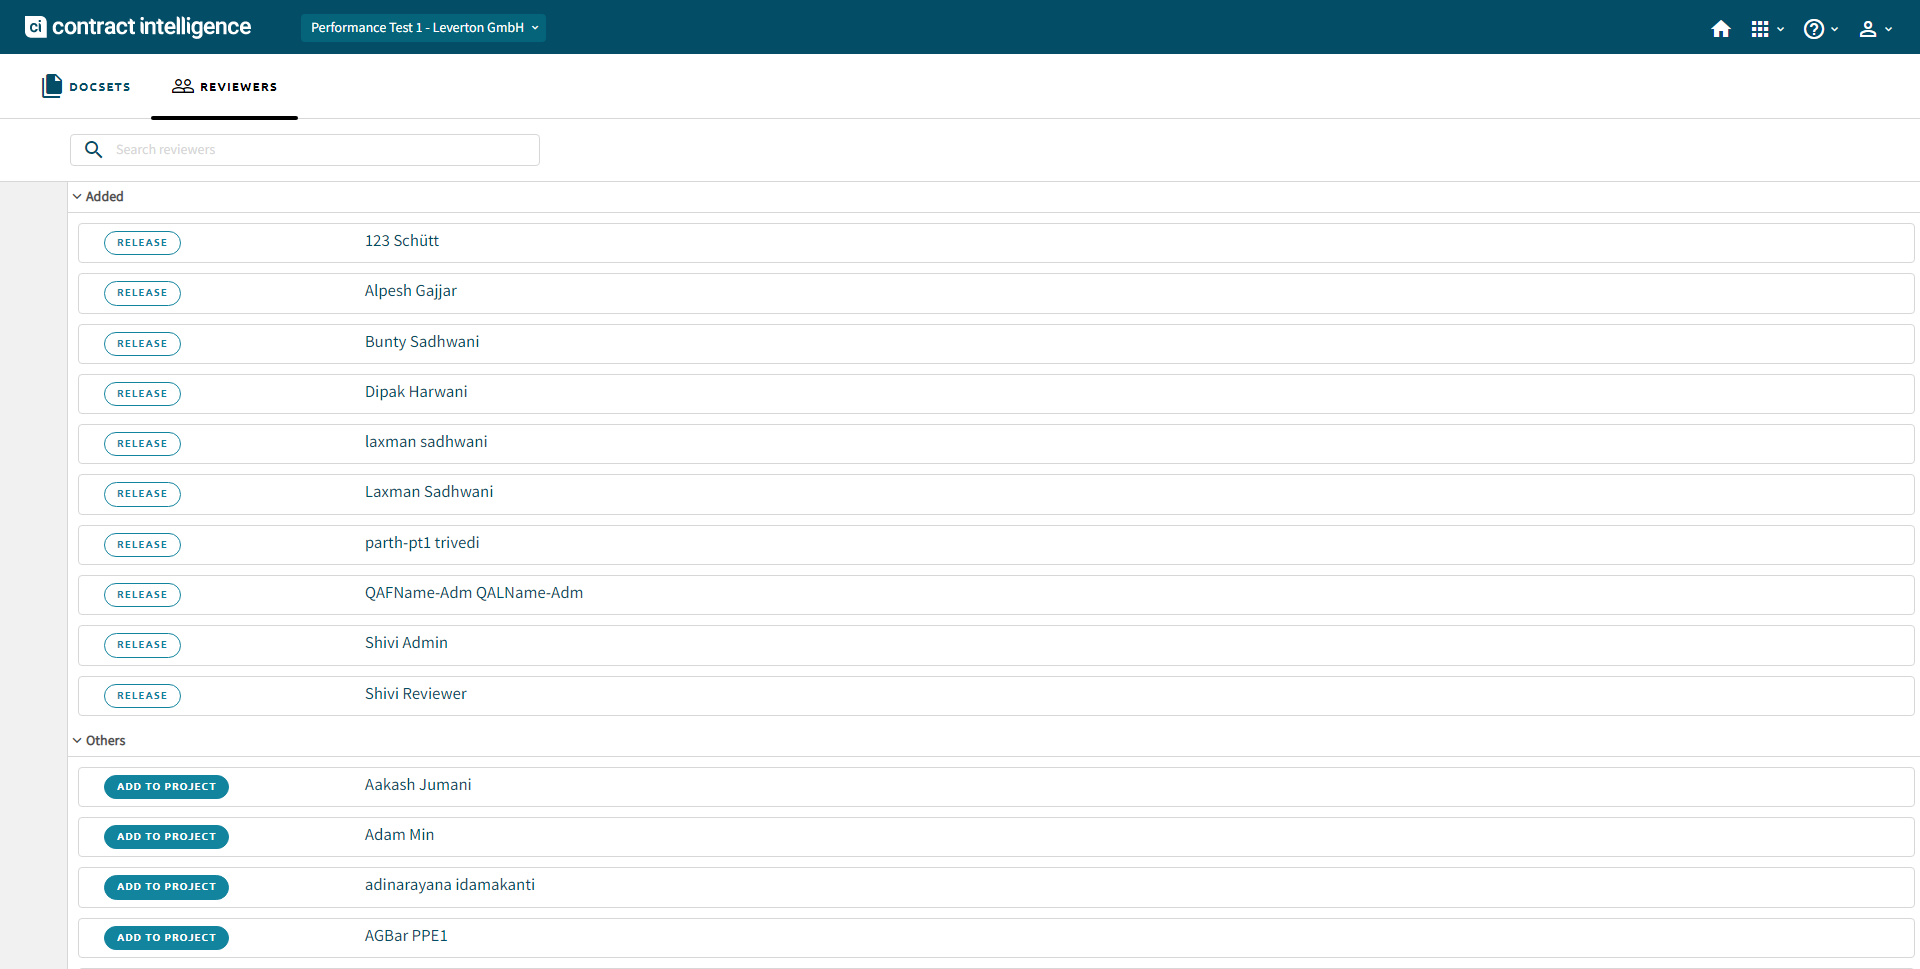 ci contract intelligence
Performance Test 1 - Leverton GmbH
DOCSETS
REVIEWERS
Search reviewers
Added
RELEASE 123 Schütt
RELEASE Alpesh Gajjar
RELEASE Bunty Sadhwani
RELEASE Dipak Harwani
RELEASE laxman sadhwani
RELEASE Laxman Sadhwani
RELEASE parth-pt1 trivedi
RELEASE QAFName-Adm QALName-Adm
RELEASE Shivi Admin
RELEASE Shivi Reviewer
Others
ADD TO PROJECT Aakash Jumani
ADD TO PROJECT Adam Min
ADD TO PROJECT adinarayana idamakanti
ADD TO PROJECT AGBar PPE1